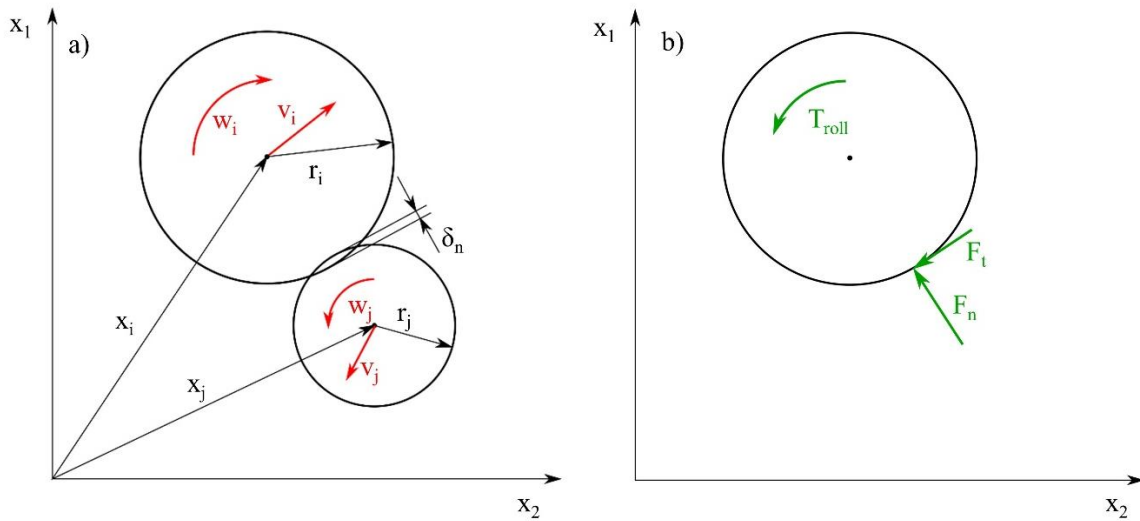 x₁
a)
wᵢ
vᵢ
rᵢ
δₙ
xᵢ
wⱼ
rⱼ
vⱼ
xⱼ
x₂
x₁
b)
Tᵣₒₗₗ
Fₜ
Fₙ
x₂